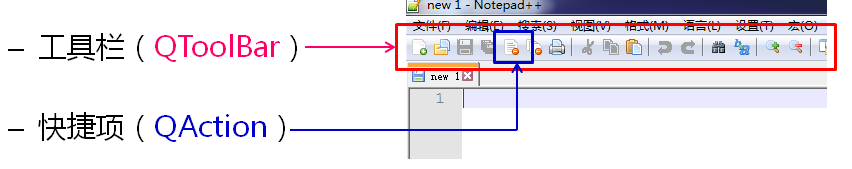 new 1 - Notepad++
文件(F) 编辑(E) 搜索(S) 视图(V) 格式(M) 语言(L) 设置(T) 宏(O)
– 工具栏（QToolBar）
new 1
1
– 快捷项（QAction）